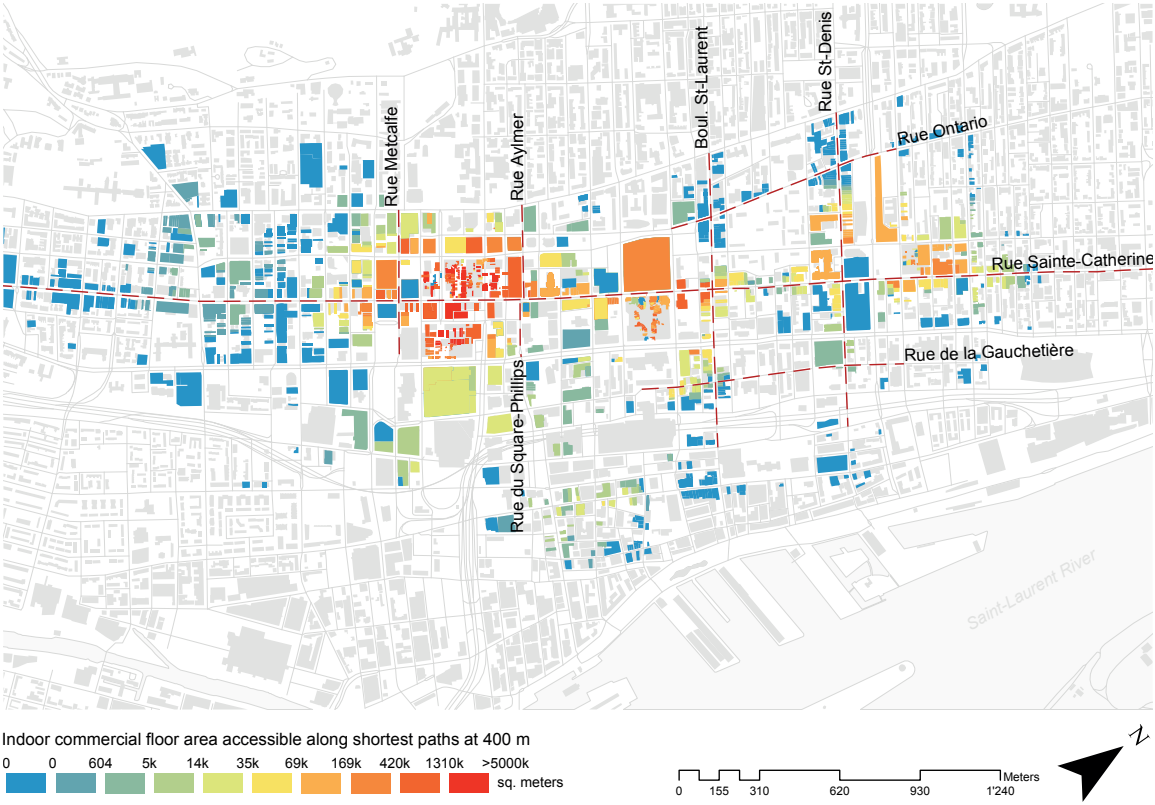 Rue Metcalfe
Rue Aylmer
Boul. St-Laurent
Rue St-Denis
Rue Ontario
Rue Sainte-Catherine
Rue de la Gauchetière
Rue du Square-Phillips
Saint-Laurent River
Indoor commercial floor area accessible along shortest paths at 400 m
0 0 604 5k 14k 35k 69k 169k 420k 1310k >5000k
sq. meters
Meters
0 155 310 620 930 1240
N